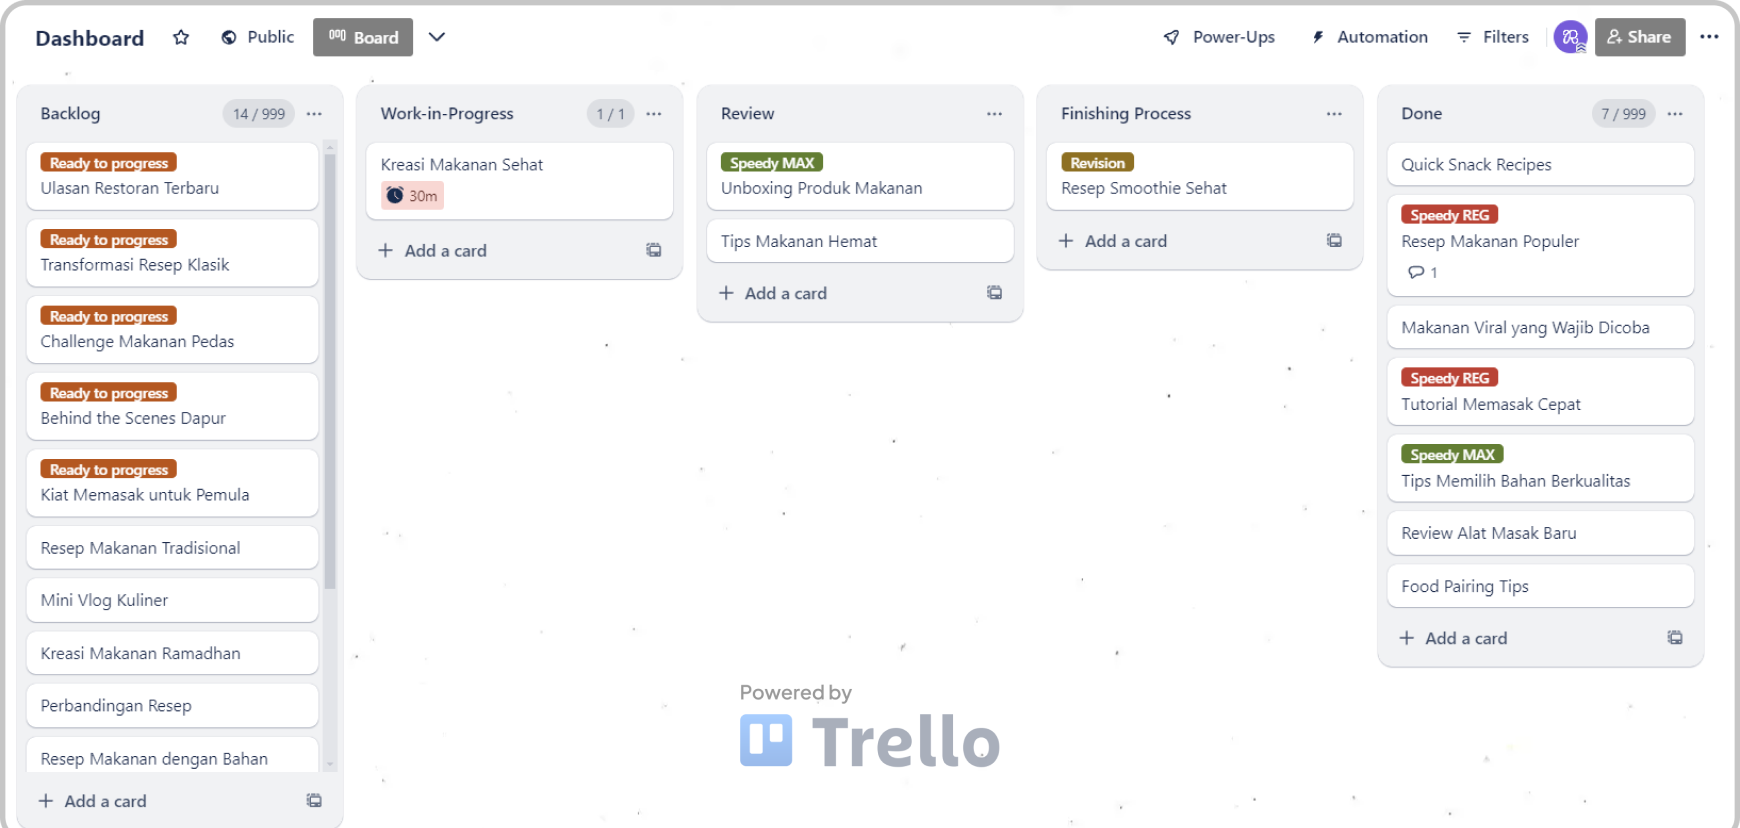 Dashboard
Public
Board
Power-Ups
Automation
Filters
Share
Backlog
14 / 999
Ready to progress
Ulasan Restoran Terbaru
Ready to progress
Transformasi Resep Klasik
Ready to progress
Challenge Makanan Pedas
Ready to progress
Behind the Scenes Dapur
Ready to progress
Kiat Memasak untuk Pemula
Resep Makanan Tradisional
Mini Vlog Kuliner
Kreasi Makanan Ramadhan
Perbandingan Resep
Resep Makanan dengan Bahan
+ Add a card
Work-in-Progress
1 / 1
Kreasi Makanan Sehat
30m
+ Add a card
Review
Speedy MAX
Unboxing Produk Makanan
Tips Makanan Hemat
+ Add a card
Finishing Process
Revision
Resep Smoothie Sehat
+ Add a card
Done
7 / 999
Quick Snack Recipes
Speedy REG
Resep Makanan Populer
1
Makanan Viral yang Wajib Dicoba
Speedy REG
Tutorial Memasak Cepat
Speedy MAX
Tips Memilih Bahan Berkualitas
Review Alat Masak Baru
Food Pairing Tips
+ Add a card
Powered by
Trello